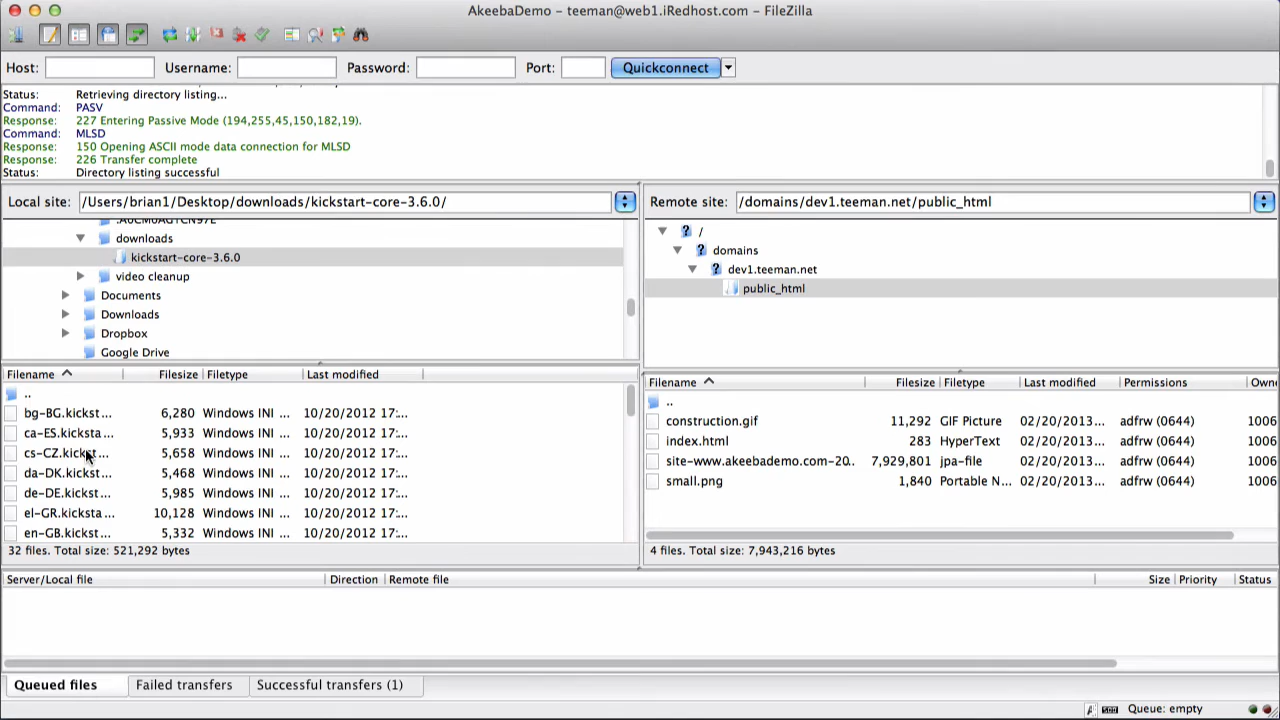 AkeebaDemo – teeman@web1.iRedhost.com – FileZilla
Host: Username: Password: Port: Quickconnect
Status: Retrieving directory listing...
Command: PASV
Response: 227 Entering Passive Mode (194,255,45,150,182,19).
Command: MLSD
Response: 150 Opening ASCII mode data connection for MLSD
Response: 226 Transfer complete
Status: Directory listing successful
Local site: /Users/brian1/Desktop/downloads/kickstart-core-3.6.0/
downloads
kickstart-core-3.6.0
video cleanup
Documents
Downloads
Dropbox
Google Drive
Filename Filesize Filetype Last modified
..
bg-BG.kickst... 6,280 Windows INI ... 10/20/2012 17:...
ca-ES.kicksta... 5,933 Windows INI ... 10/20/2012 17:...
cs-CZ.kickst... 5,658 Windows INI ... 10/20/2012 17:...
da-DK.kickst... 5,468 Windows INI ... 10/20/2012 17:...
de-DE.kickst... 5,985 Windows INI ... 10/20/2012 17:...
el-GR.kicksta... 10,128 Windows INI ... 10/20/2012 17:...
en-GB.kickst... 5,332 Windows INI ... 10/20/2012 17:...
32 files. Total size: 521,292 bytes
Remote site: /domains/dev1.teeman.net/public_html
/
domains
dev1.teeman.net
public_html
Filename Filesize Filetype Last modified Permissions Owne
..
construction.gif 11,292 GIF Picture 02/20/2013... adfrw (0644) 1006
index.html 283 HyperText 02/20/2013... adfrw (0644) 1006
site-www.akeebademo.com-20.. 7,929,801 jpa-file 02/20/2013... adfrw (0644) 1006
small.png 1,840 Portable N... 02/20/2013... adfrw (0644) 1006
4 files. Total size: 7,943,216 bytes
Server/Local file Direction Remote file Size Priority Status
Queued files Failed transfers Successful transfers (1)
Queue: empty